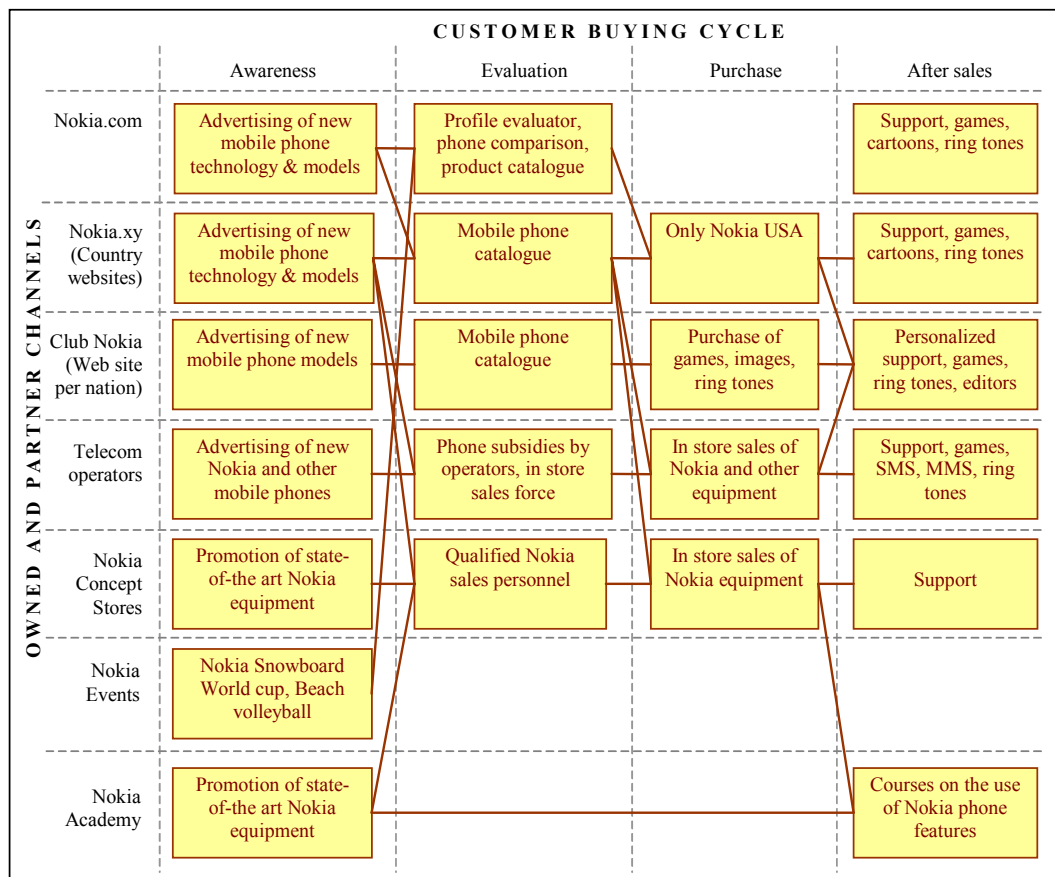 CUSTOMER BUYING CYCLE
Awareness
Evaluation
Purchase
After sales
OWNED AND PARTNER CHANNELS
Nokia.com
Advertising of new
mobile phone
technology & models
Profile evaluator,
phone comparison,
product catalogue
Support, games,
cartoons, ring tones
Nokia.xy
(Country
websites)
Advertising of new
mobile phone
technology & models
Mobile phone
catalogue
Only Nokia USA
Support, games,
cartoons, ring tones
Club Nokia
(Web site
per nation)
Advertising of new
mobile phone models
Mobile phone
catalogue
Purchase of
games, images,
ring tones
Personalized
support, games,
ring tones, editors
Telecom
operators
Advertising of new
Nokia and other
mobile phones
Phone subsidies by
operators, in store
sales force
In store sales of
Nokia and other
equipment
Support, games,
SMS, MMS, ring
tones
Nokia
Concept
Stores
Promotion of state-
of-the art Nokia
equipment
Qualified Nokia
sales personnel
In store sales of
Nokia equipment
Support
Nokia
Events
Nokia Snowboard
World cup, Beach
volleyball
Nokia
Academy
Promotion of state-
of-the art Nokia
equipment
Courses on the use
of Nokia phone
features